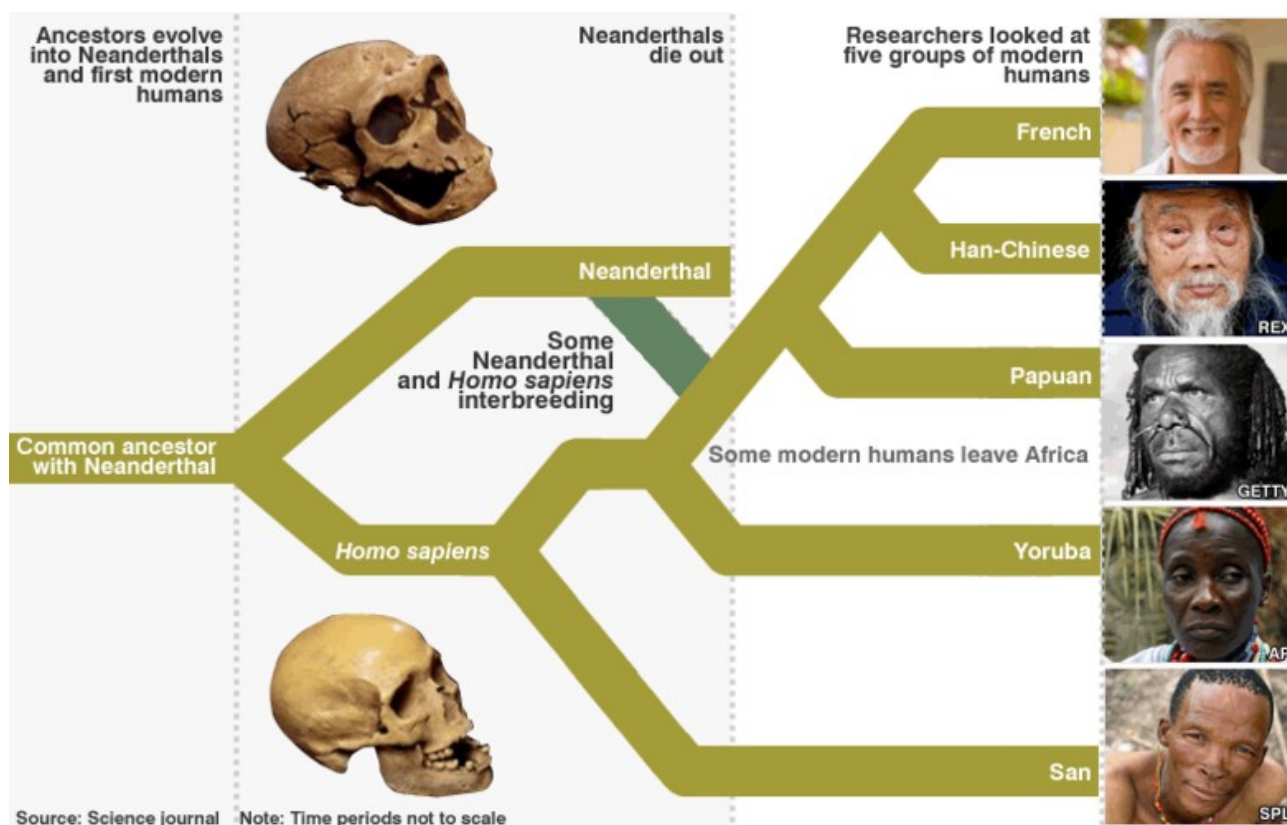 Ancestors evolve
into Neanderthals
and first modern
humans
Neanderthals
die out
Researchers looked at
five groups of modern
humans
French
Han-Chinese
REX
Neanderthal
Some
Neanderthal
and Homo sapiens
interbreeding
Papuan
Common ancestor
with Neanderthal
Some modern humans leave Africa
GETTY
Homo sapiens
Yoruba
AP
San
SPL
Source: Science journal
Note: Time periods not to scale